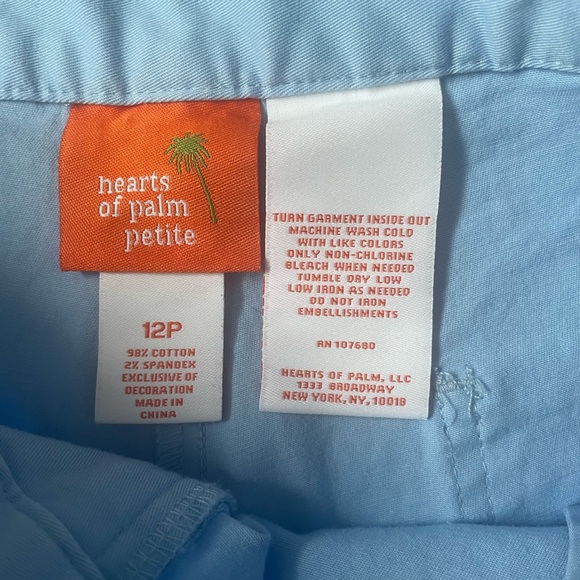 hearts
of palm
petite
12P
98% COTTON
2% SPANDEX
EXCLUSIVE OF
DECORATION
MADE IN
CHINA
TURN GARMENT INSIDE OUT
MACHINE WASH COLD
WITH LIKE COLORS
ONLY NON-CHLORINE
BLEACH WHEN NEEDED
TUMBLE DRY LOW
LOW IRON AS NEEDED
DO NOT IRON
EMBELLISHMENTS
RN 107680
HEARTS OF PALM, LLC
1333 BROADWAY
NEW YORK, NY, 10018